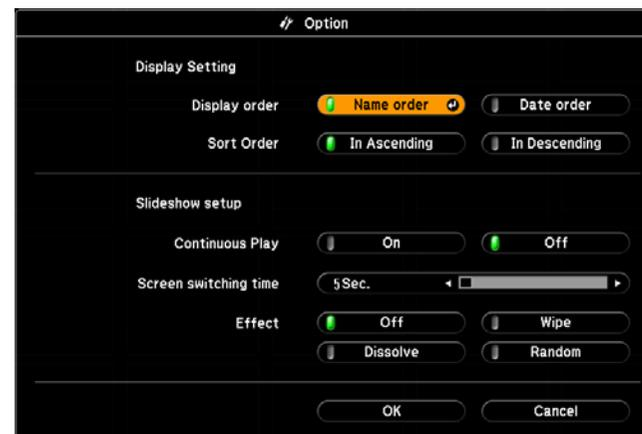 Option
Display Setting
Display order Name order Date order
Sort Order In Ascending In Descending
Slideshow setup
Continuous Play On Off
Screen switching time 5Sec.
Effect Off Wipe
Dissolve Random
OK Cancel